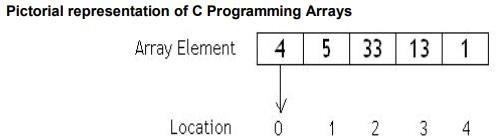 Pictorial representation of C Programming Arrays
Array Element 4 5 33 13 1
Location 0 1 2 3 4